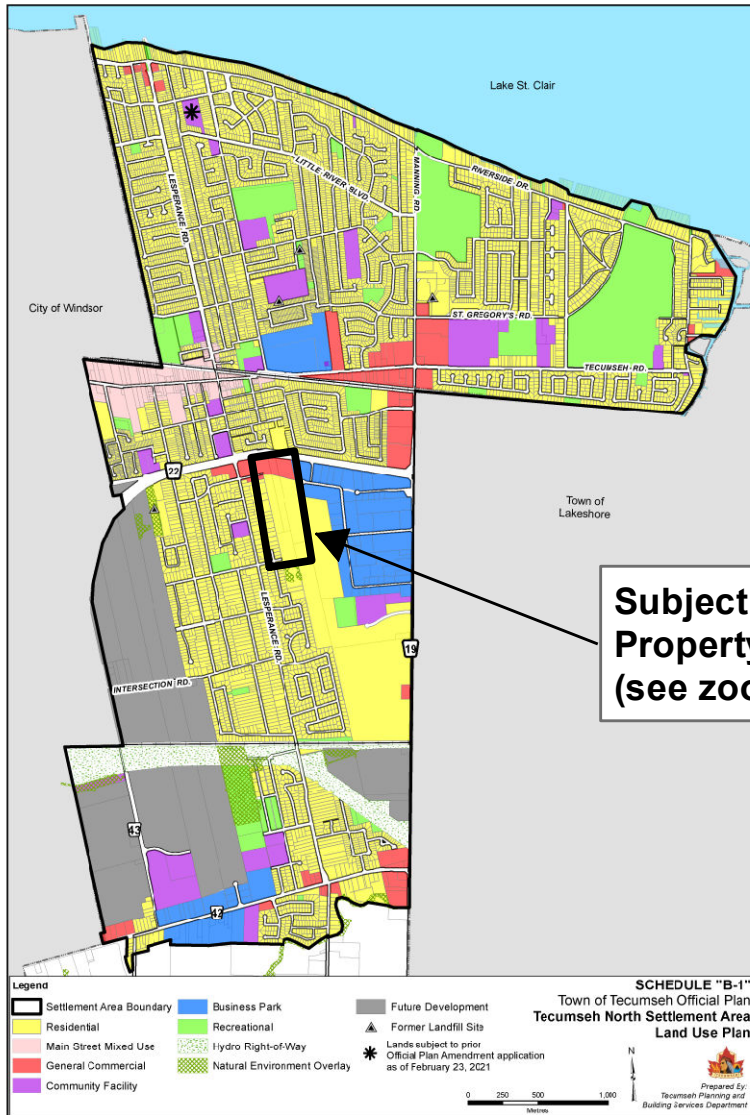 Lake St. Clair
RIVERSIDE DR.
MANNING RD
LITTLE RIVER BLVD.
LESPERANCE RD.
City of Windsor
ST. GREGORY'S RD.
TECUMSEH RD.
22
Town of
Lakeshore
Subject
Property
(see zoo
LESPERANCE RD.
19
INTERSECTION RD.
43
42
Legend
Settlement Area Boundary
Residential
Main Street Mixed Use
General Commercial
Community Facility
Business Park
Recreational
Hydro Right-of-Way
Natural Environment Overlay
Future Development
Former Landfill Site
Lands subject to prior
Official Plan Amendment application
as of February 23, 2021
SCHEDULE "B-1"
Town of Tecumseh Official Plan
Tecumseh North Settlement Area
Land Use Plan
N
Prepared By:
Tecumseh Planning and
Building Services Department
0 250 500 1,000
Metres